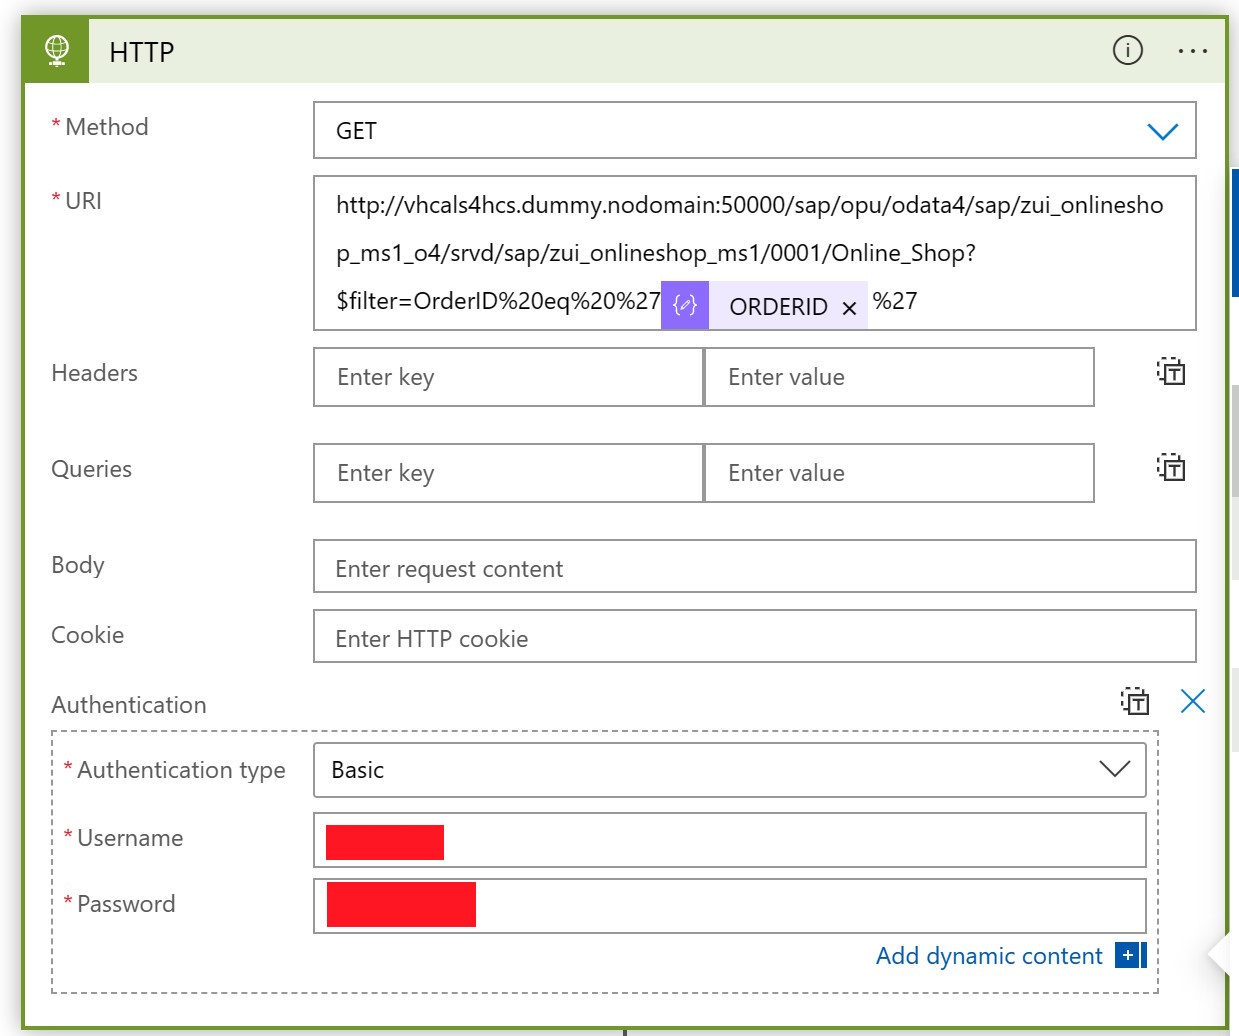 HTTP
* Method
GET
* URI
http://vhcals4hcs.dummy.nodomain:50000/sap/opu/odata4/sap/zui_onlinesho
p_ms1_o4/srvd/sap/zui_onlineshop_ms1/0001/Online_Shop?
$filter=OrderID%20eq%20%27 ORDERID × %27
Headers
Enter key Enter value
Queries
Enter key Enter value
Body
Enter request content
Cookie
Enter HTTP cookie
Authentication
* Authentication type
Basic
* Username
* Password
Add dynamic content